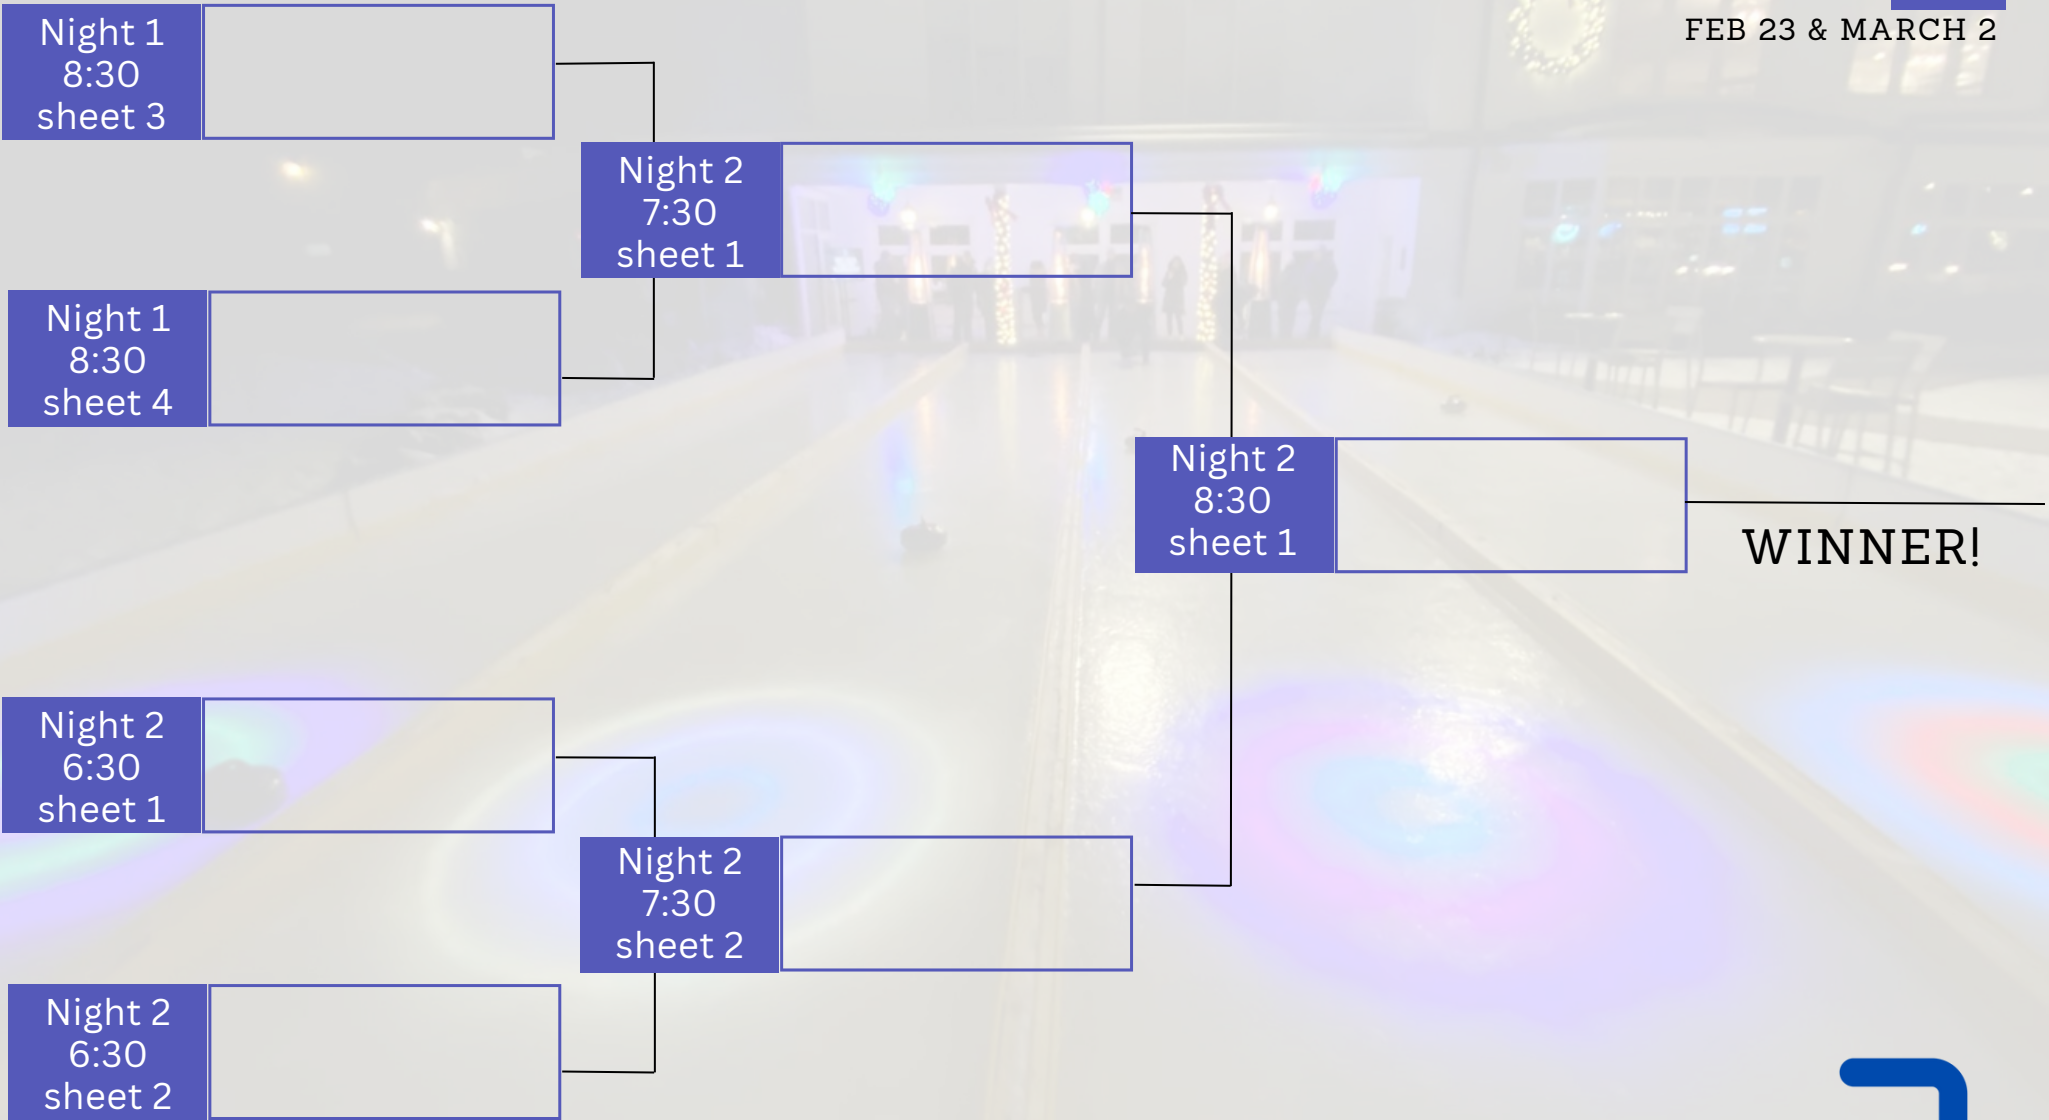 FEB 23 & MARCH 2
Night 1
8:30
sheet 3
Night 1
8:30
sheet 4
Night 2
7:30
sheet 1
Night 2
8:30
sheet 1
WINNER!
Night 2
6:30
sheet 1
Night 2
7:30
sheet 2
Night 2
6:30
sheet 2